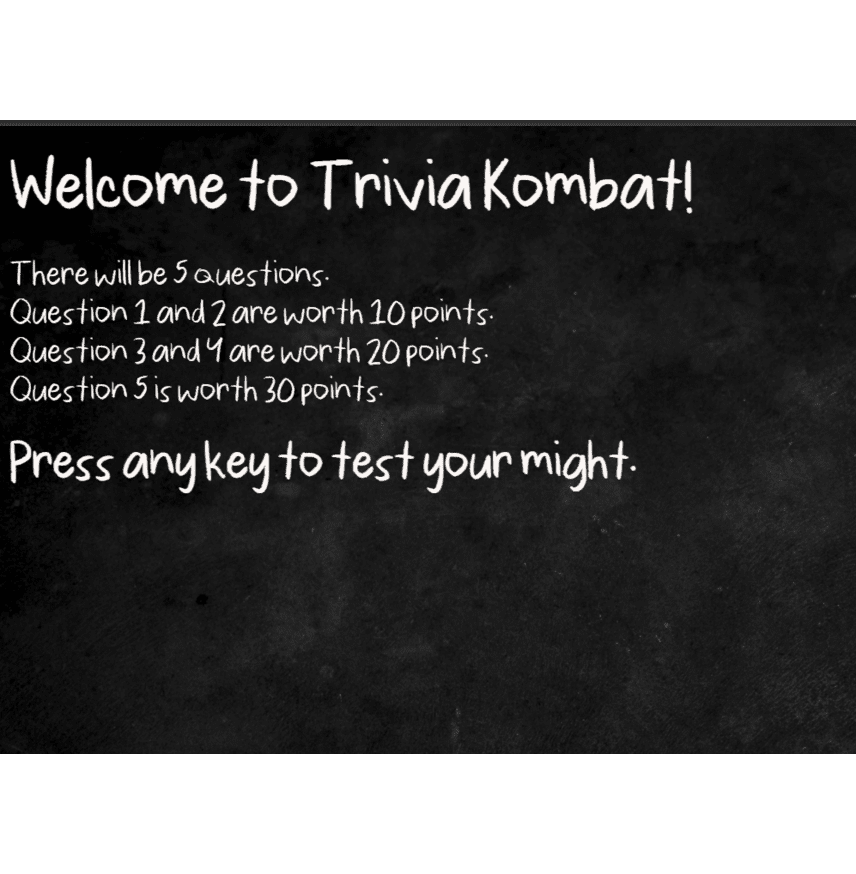 Welcome to Trivia Kombat!
There will be 5 questions.
Question 1 and 2 are worth 10 points.
Question 3 and 4 are worth 20 points.
Question 5 is worth 30 points.
Press any key to test your might.